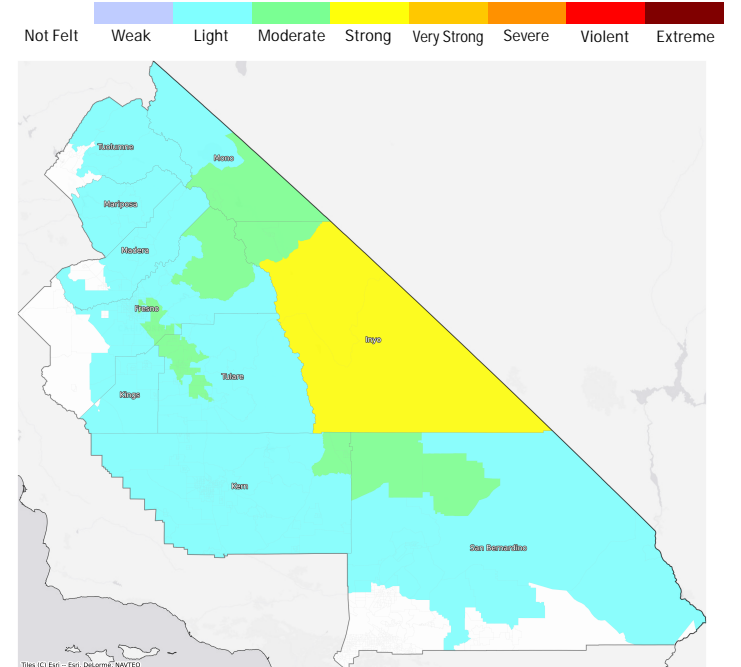 Not Felt Weak Light Moderate Strong Very Strong Severe Violent Extreme
Tuolumne
Mono
Mariposa
Madera
Fresno
Inyo
Tulare
Kings
Kern
San Bernardino
Tiles (C) Esri -- Esri, DeLorme, NAVTEQ